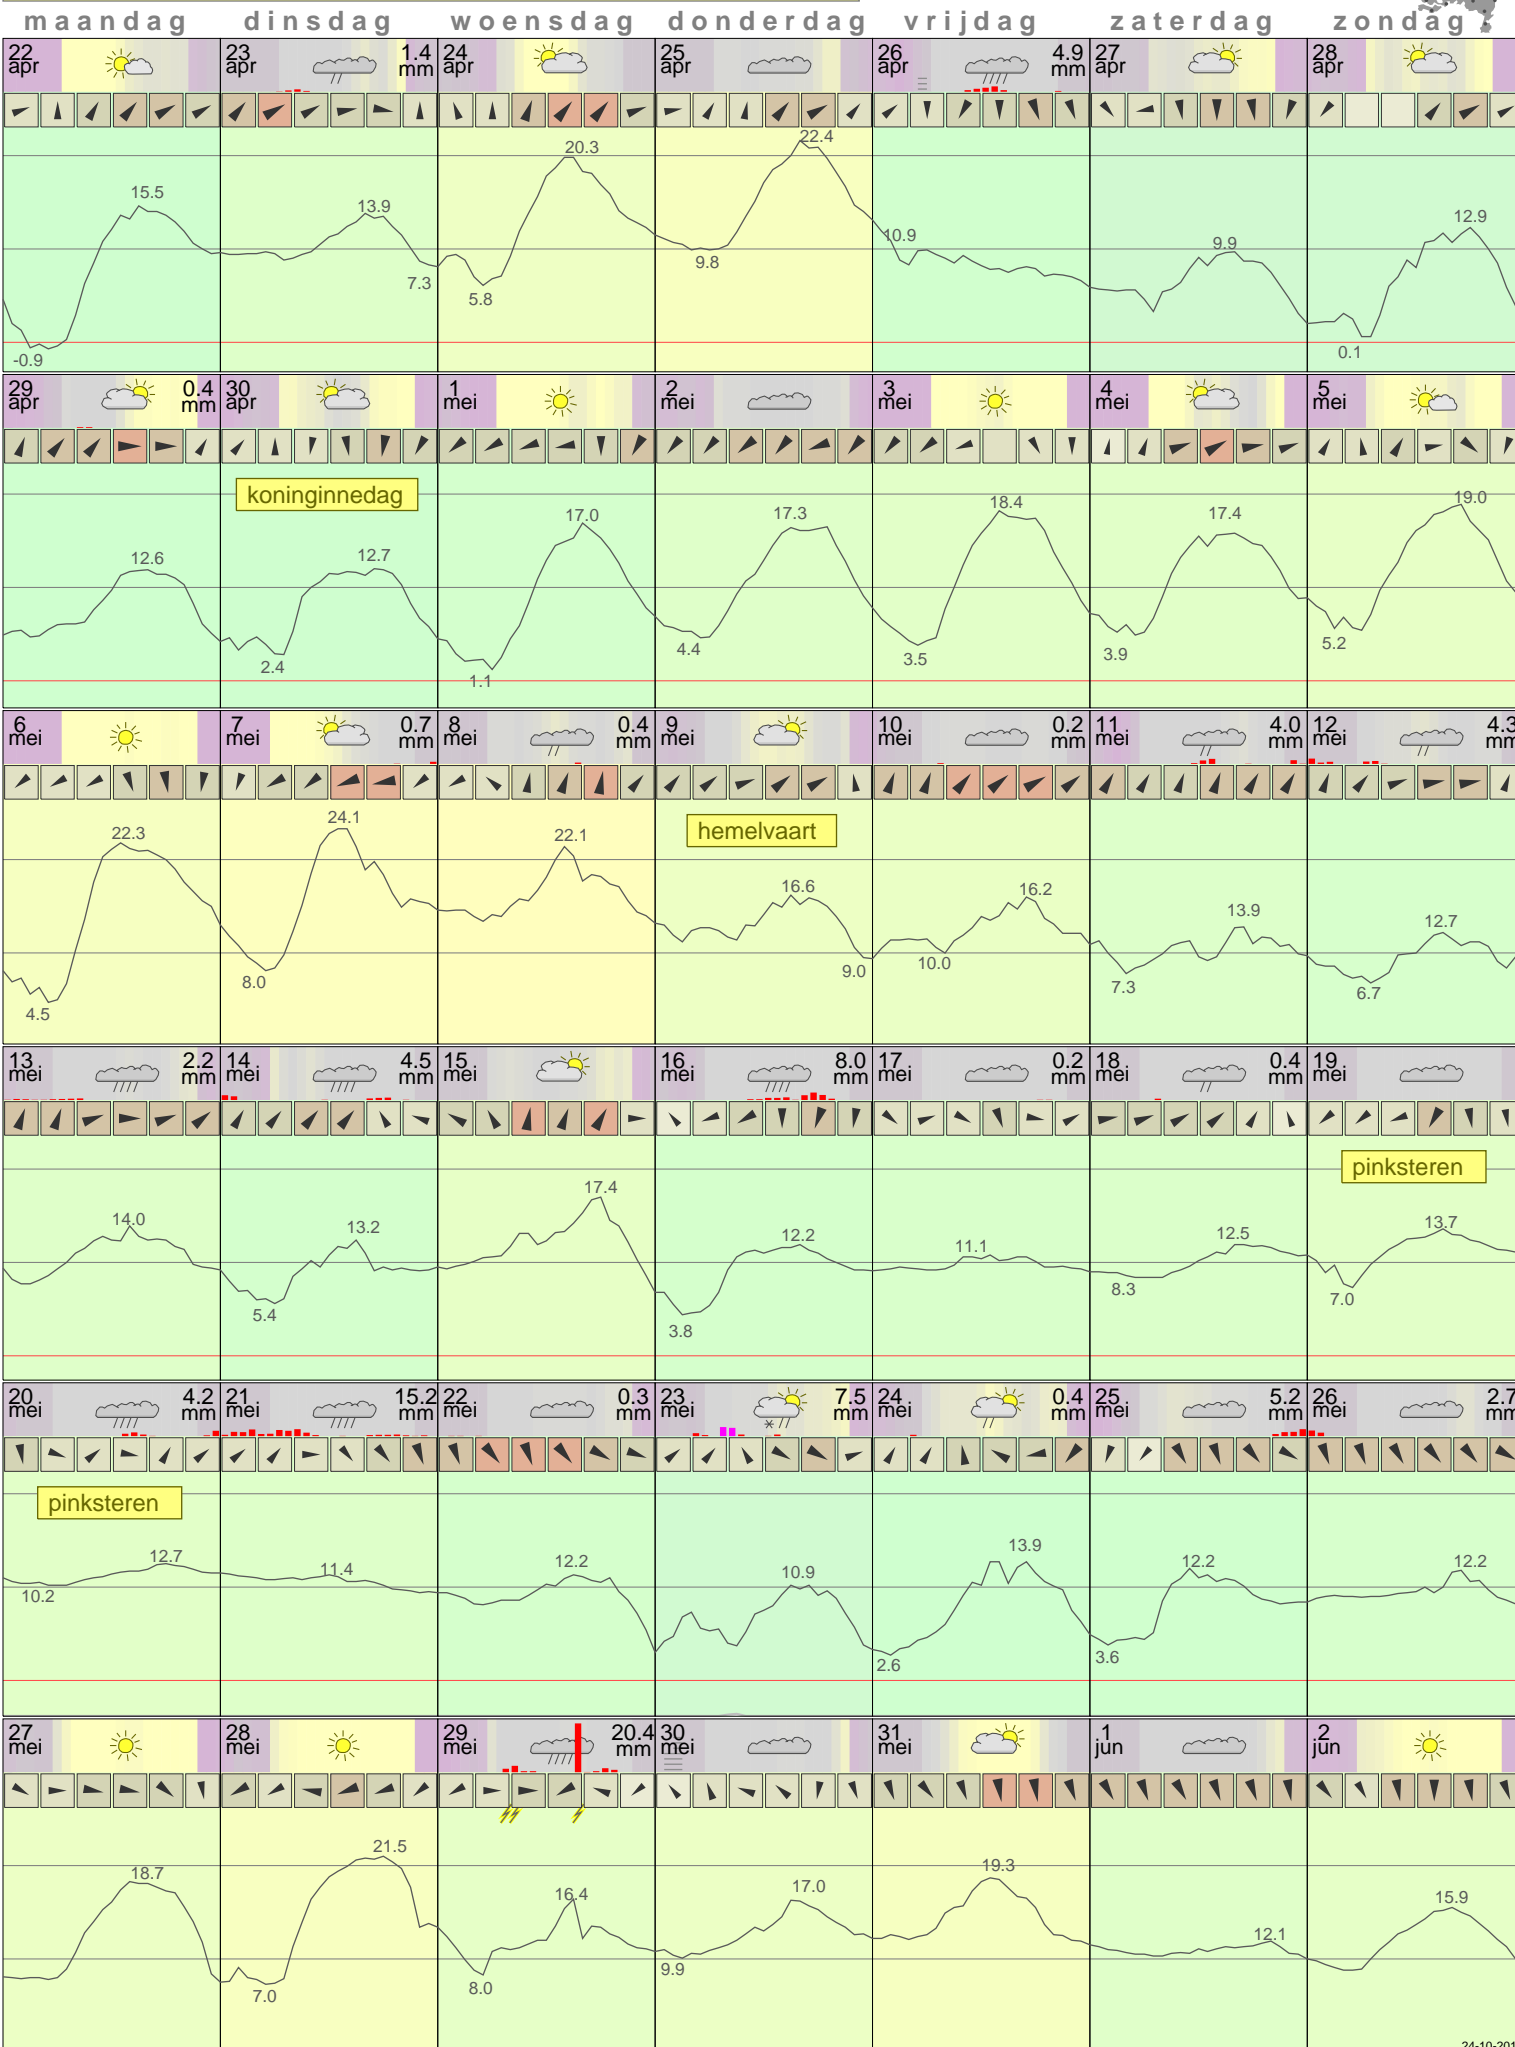 maandag dinsdag woensdag donderdag vrijdag zaterdag zondag
22 apr
23 apr 1.4 mm
24 apr
25 apr
26 apr 4.9 mm
27 apr
28 apr
15.5 -0.9
13.9 7.3
20.3 5.8
22.4 9.8
10.9
9.9
12.9 0.1
29 apr 0.4 mm
30 apr
1 mei
2 mei
3 mei
4 mei
5 mei
koninginnedag
12.6
12.7 2.4
17.0 1.1
17.3 4.4
18.4 3.5
17.4 3.9
19.0 5.2
6 mei
7 mei 0.7 mm
8 mei 0.4 mm
9 mei
10 mei 0.2 mm
11 mei 4.0 mm
12 mei 4.3 mm
hemelvaart
22.3 4.5
24.1 8.0
22.1
16.6 9.0
16.2 10.0
13.9 7.3
12.7 6.7
13 mei 2.2 mm
14 mei 4.5 mm
15 mei
16 mei 8.0 mm
17 mei 0.2 mm
18 mei 0.4 mm
19 mei
pinksteren
14.0
13.2 5.4
17.4
12.2 3.8
11.1
12.5 8.3
13.7 7.0
20 mei 4.2 mm
21 mei 15.2 mm
22 mei 0.3 mm
23 mei 7.5 mm
24 mei 0.4 mm
25 mei 5.2 mm
26 mei 2.7 mm
pinksteren
12.7 10.2
11.4
12.2
10.9
13.9 2.6
12.2 3.6
12.2
27 mei
28 mei
29 mei 20.4 mm
30 mei
31 mei
1 jun
2 jun
18.7
21.5 7.0
16.4 8.0
17.0 9.9
19.3
12.1
15.9
24-10-201